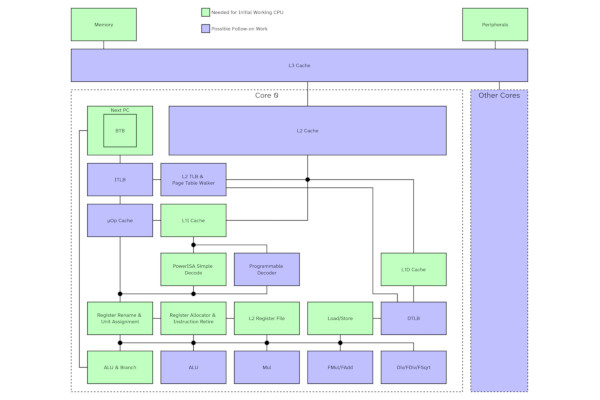 Needed for Initial Working CPU
Memory
Peripherals
Possible Follow-on Work
L3 Cache
Core 0
Other Cores
Next PC
BTB
L2 Cache
ITLB
L2 TLB &
Page Table Walker
µOp Cache
L1I Cache
PowerISA Simple
Decode
Programmable
Decoder
L1D Cache
Register Rename &
Unit Assignment
Register Allocator &
Instruction Retire
L2 Register File
Load/Store
DTLB
ALU & Branch
ALU
Mul
FMul/FAdd
Div/FDiv/FSqrt